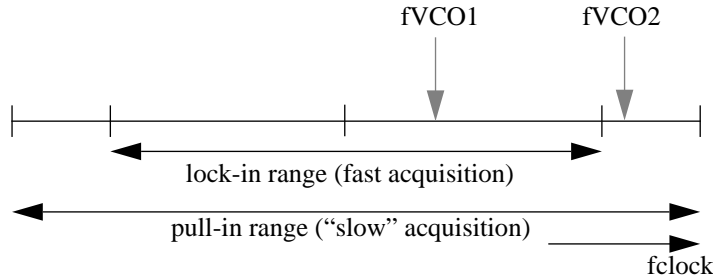 fVCO1 fVCO2
lock-in range (fast acquisition)
pull-in range (“slow” acquisition)
fclock